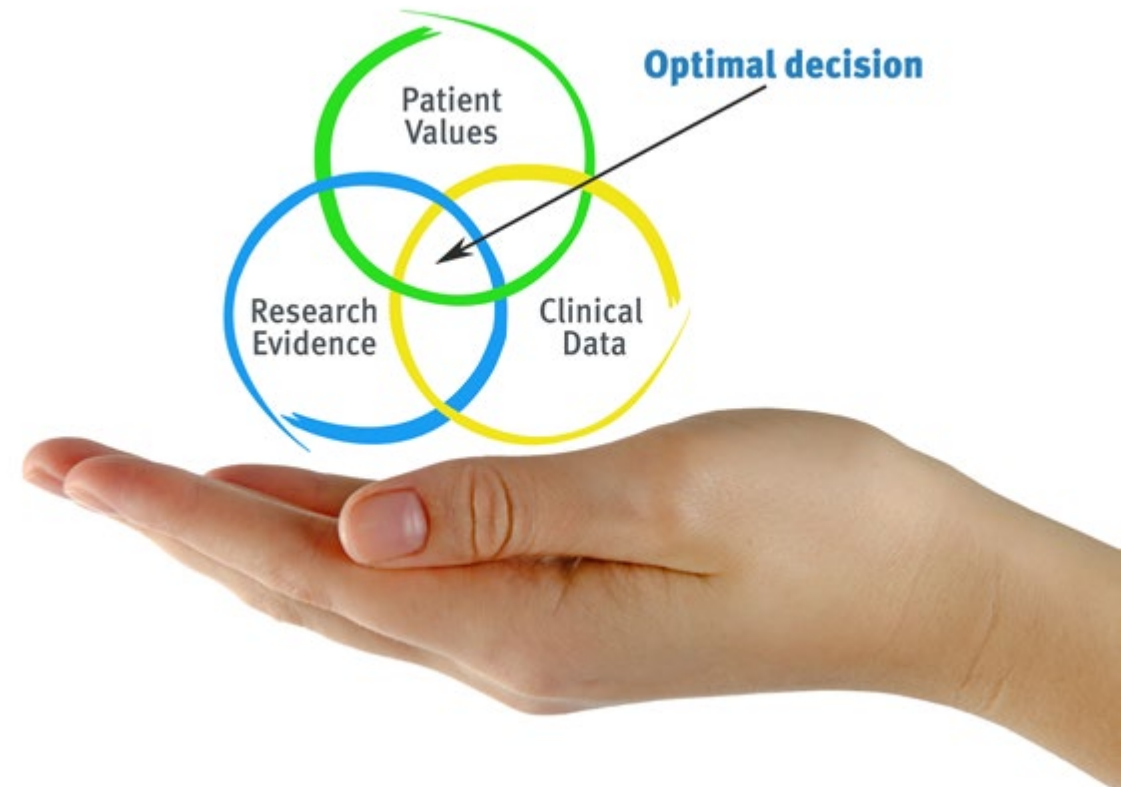 Optimal decision
Patient
Values
Research
Evidence
Clinical
Data